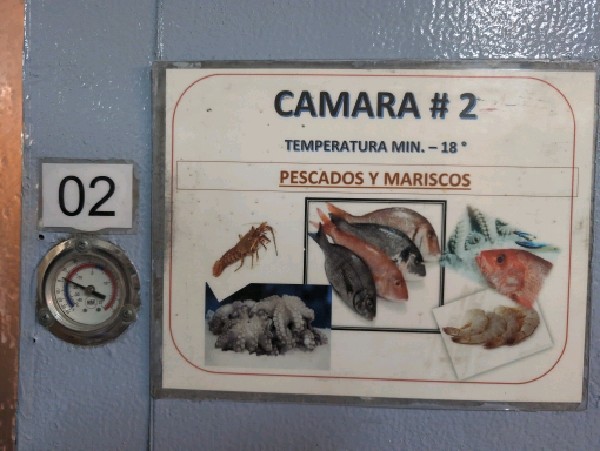 CAMARA # 2
TEMPERATURA MIN. – 18 °
PESCADOS Y MARISCOS
02